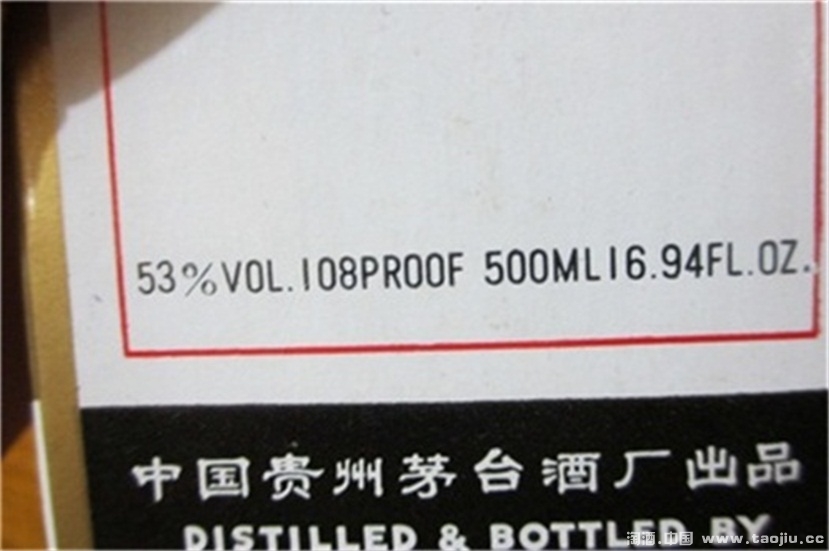 53%VOL.108PROOF 500ML16.94FL.OZ.
中国贵州茅台酒厂出品
DISTILLED & BOTTLED BY
淘酒.中国 www.taojiu.cc